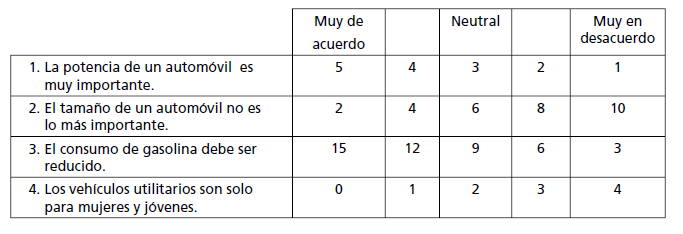 Muy de acuerdo Neutral Muy en desacuerdo
1. La potencia de un automóvil es 5 4 3 2 1
muy importante.
2. El tamaño de un automóvil no es 2 4 6 8 10
lo más importante.
3. El consumo de gasolina debe ser 15 12 9 6 3
reducido.
4. Los vehículos utilitarios son solo 0 1 2 3 4
para mujeres y jóvenes.